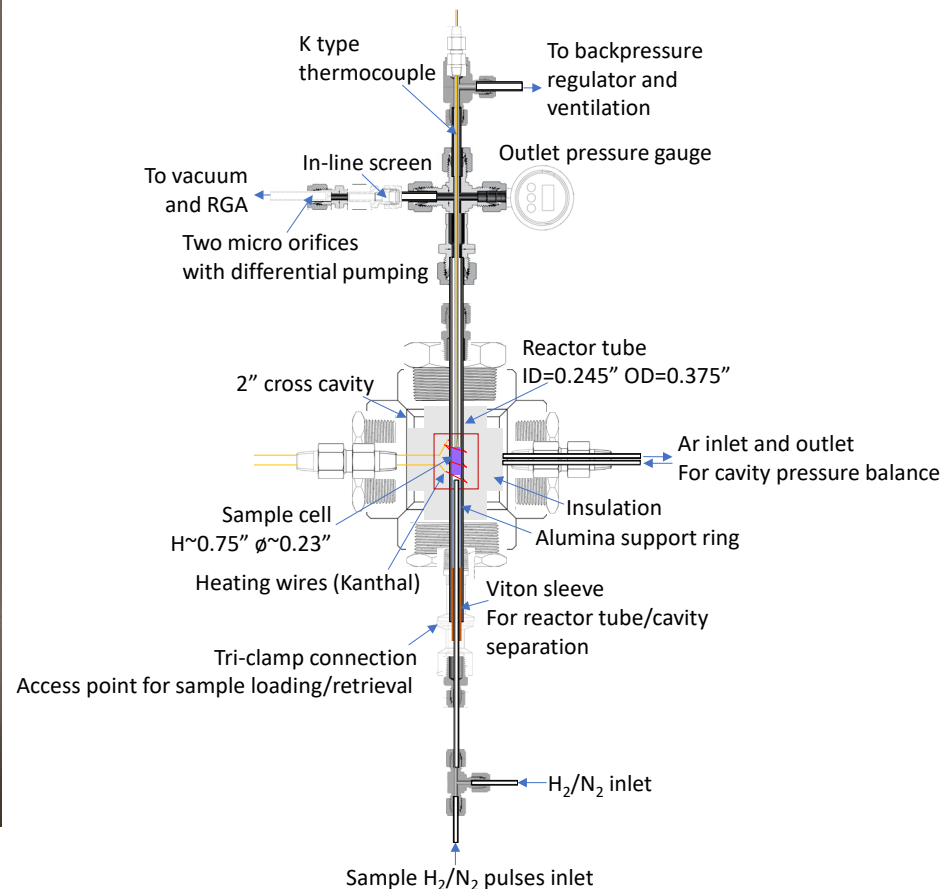 K type
thermocouple
To backpressure
regulator and
ventilation
In-line screen
Outlet pressure gauge
To vacuum
and RGA
Two micro orifices
with differential pumping
Reactor tube
ID=0.245” OD=0.375”
2” cross cavity
Ar inlet and outlet
For cavity pressure balance
Sample cell
H~0.75” ø~0.23”
Insulation
Alumina support ring
Heating wires (Kanthal)
Viton sleeve
For reactor tube/cavity
separation
Tri-clamp connection
Access point for sample loading/retrieval
H₂/N₂ inlet
Sample H₂/N₂ pulses inlet